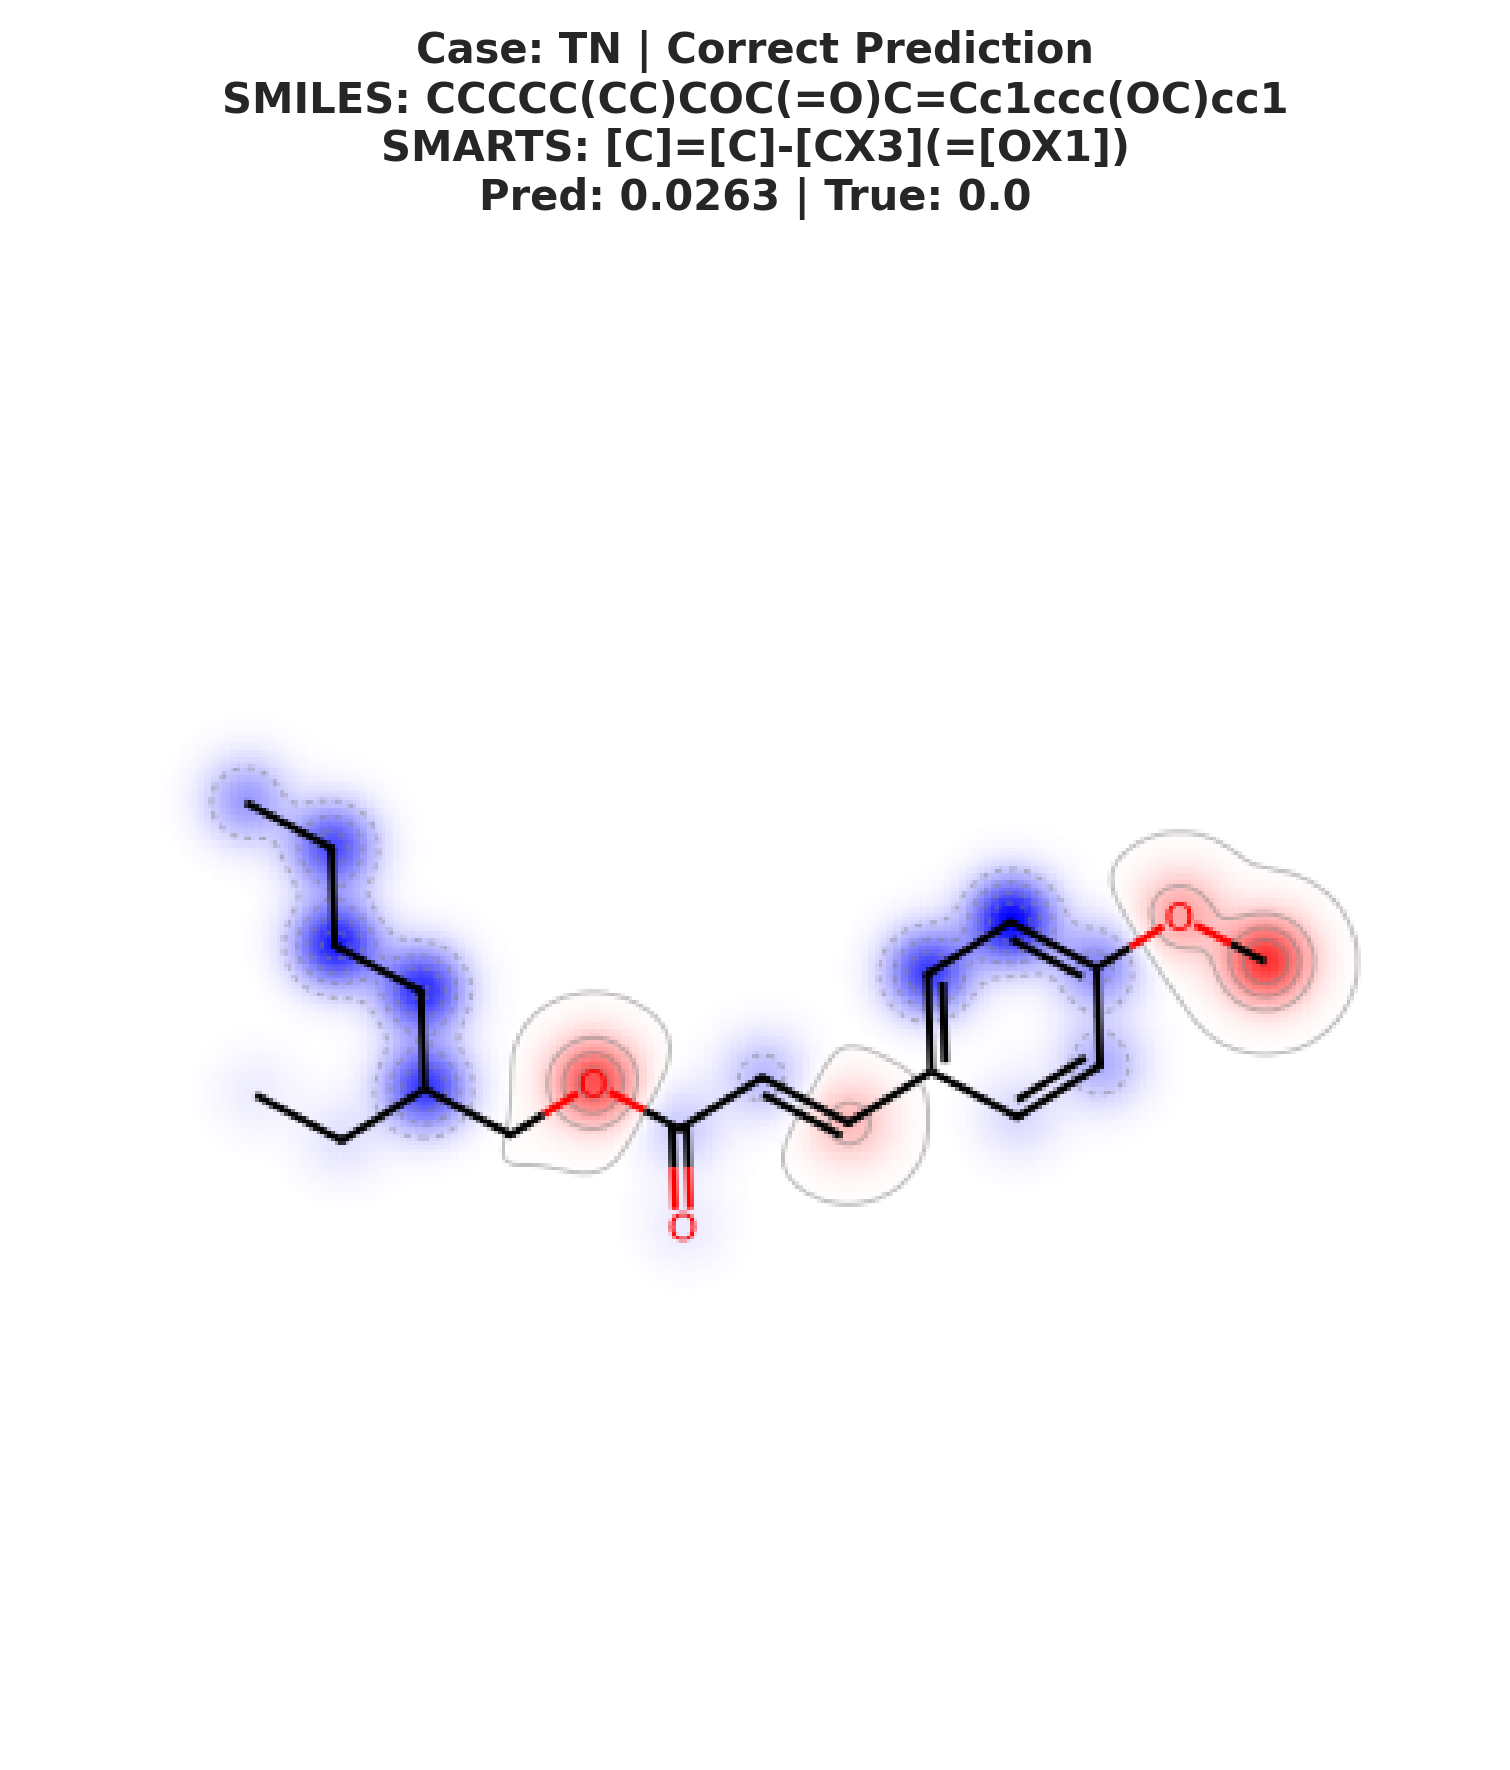 Case: TN | Correct Prediction
SMILES: CCCCC(CC)COC(=O)C=Cc1ccc(OC)cc1
SMARTS: [C]=[C]-[CX3](=[OX1])
Pred: 0.0263 | True: 0.0
O
O
O